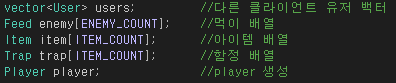 vector<User> users; //다른 클라이언트 유저 벡터
Feed enemy[ENEMY_COUNT]; //먹이 배열
Item item[ITEM_COUNT]; //아이템 배열
Trap trap[ITEM_COUNT]; //함정 배열
Player player; //player 생성